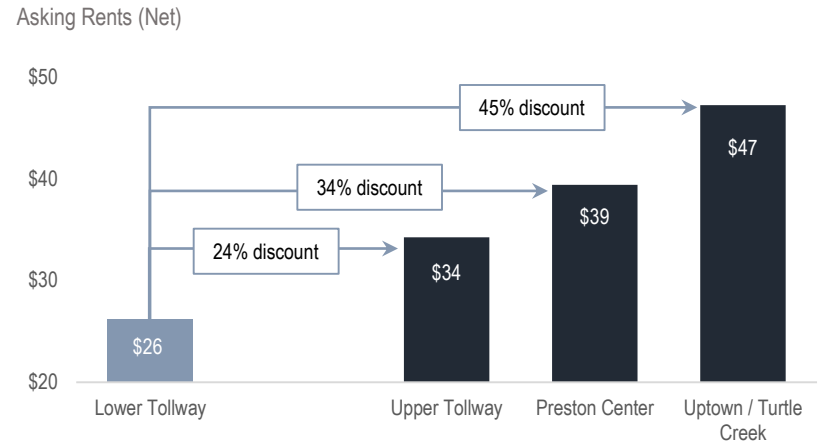 Asking Rents (Net)
$50
45% discount
$47
$40
34% discount
$39
24% discount
$34
$30
$26
$20
Lower Tollway
Upper Tollway
Preston Center
Uptown / Turtle
Creek